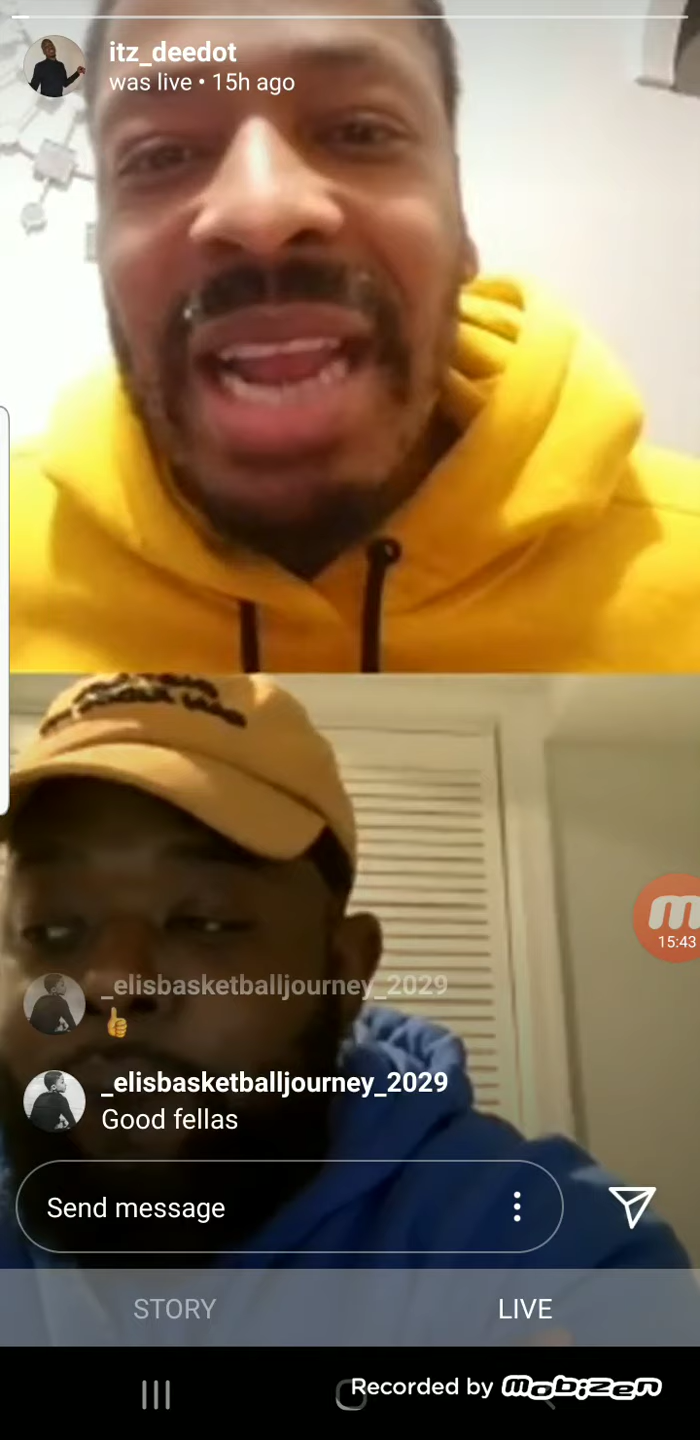 itz_deedot
was live • 15h ago
_elisbasketballjourney_2029
👍
_elisbasketballjourney_2029
Good fellas
Send message
STORY
LIVE
15:43
Recorded by mobizen